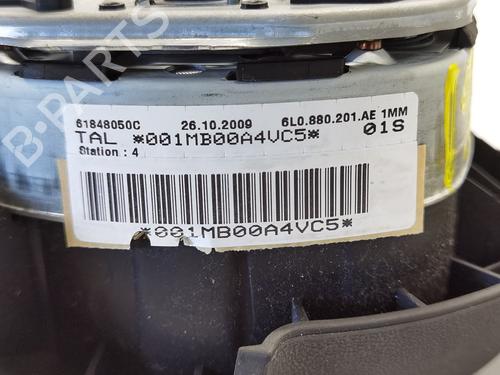 B-PARTS
61848050C 26.10.2009 6L0.880.201.AE 1MM
TAL *001MB00A4VC5* 01S
Station : 4
*001MB00A4VC5*